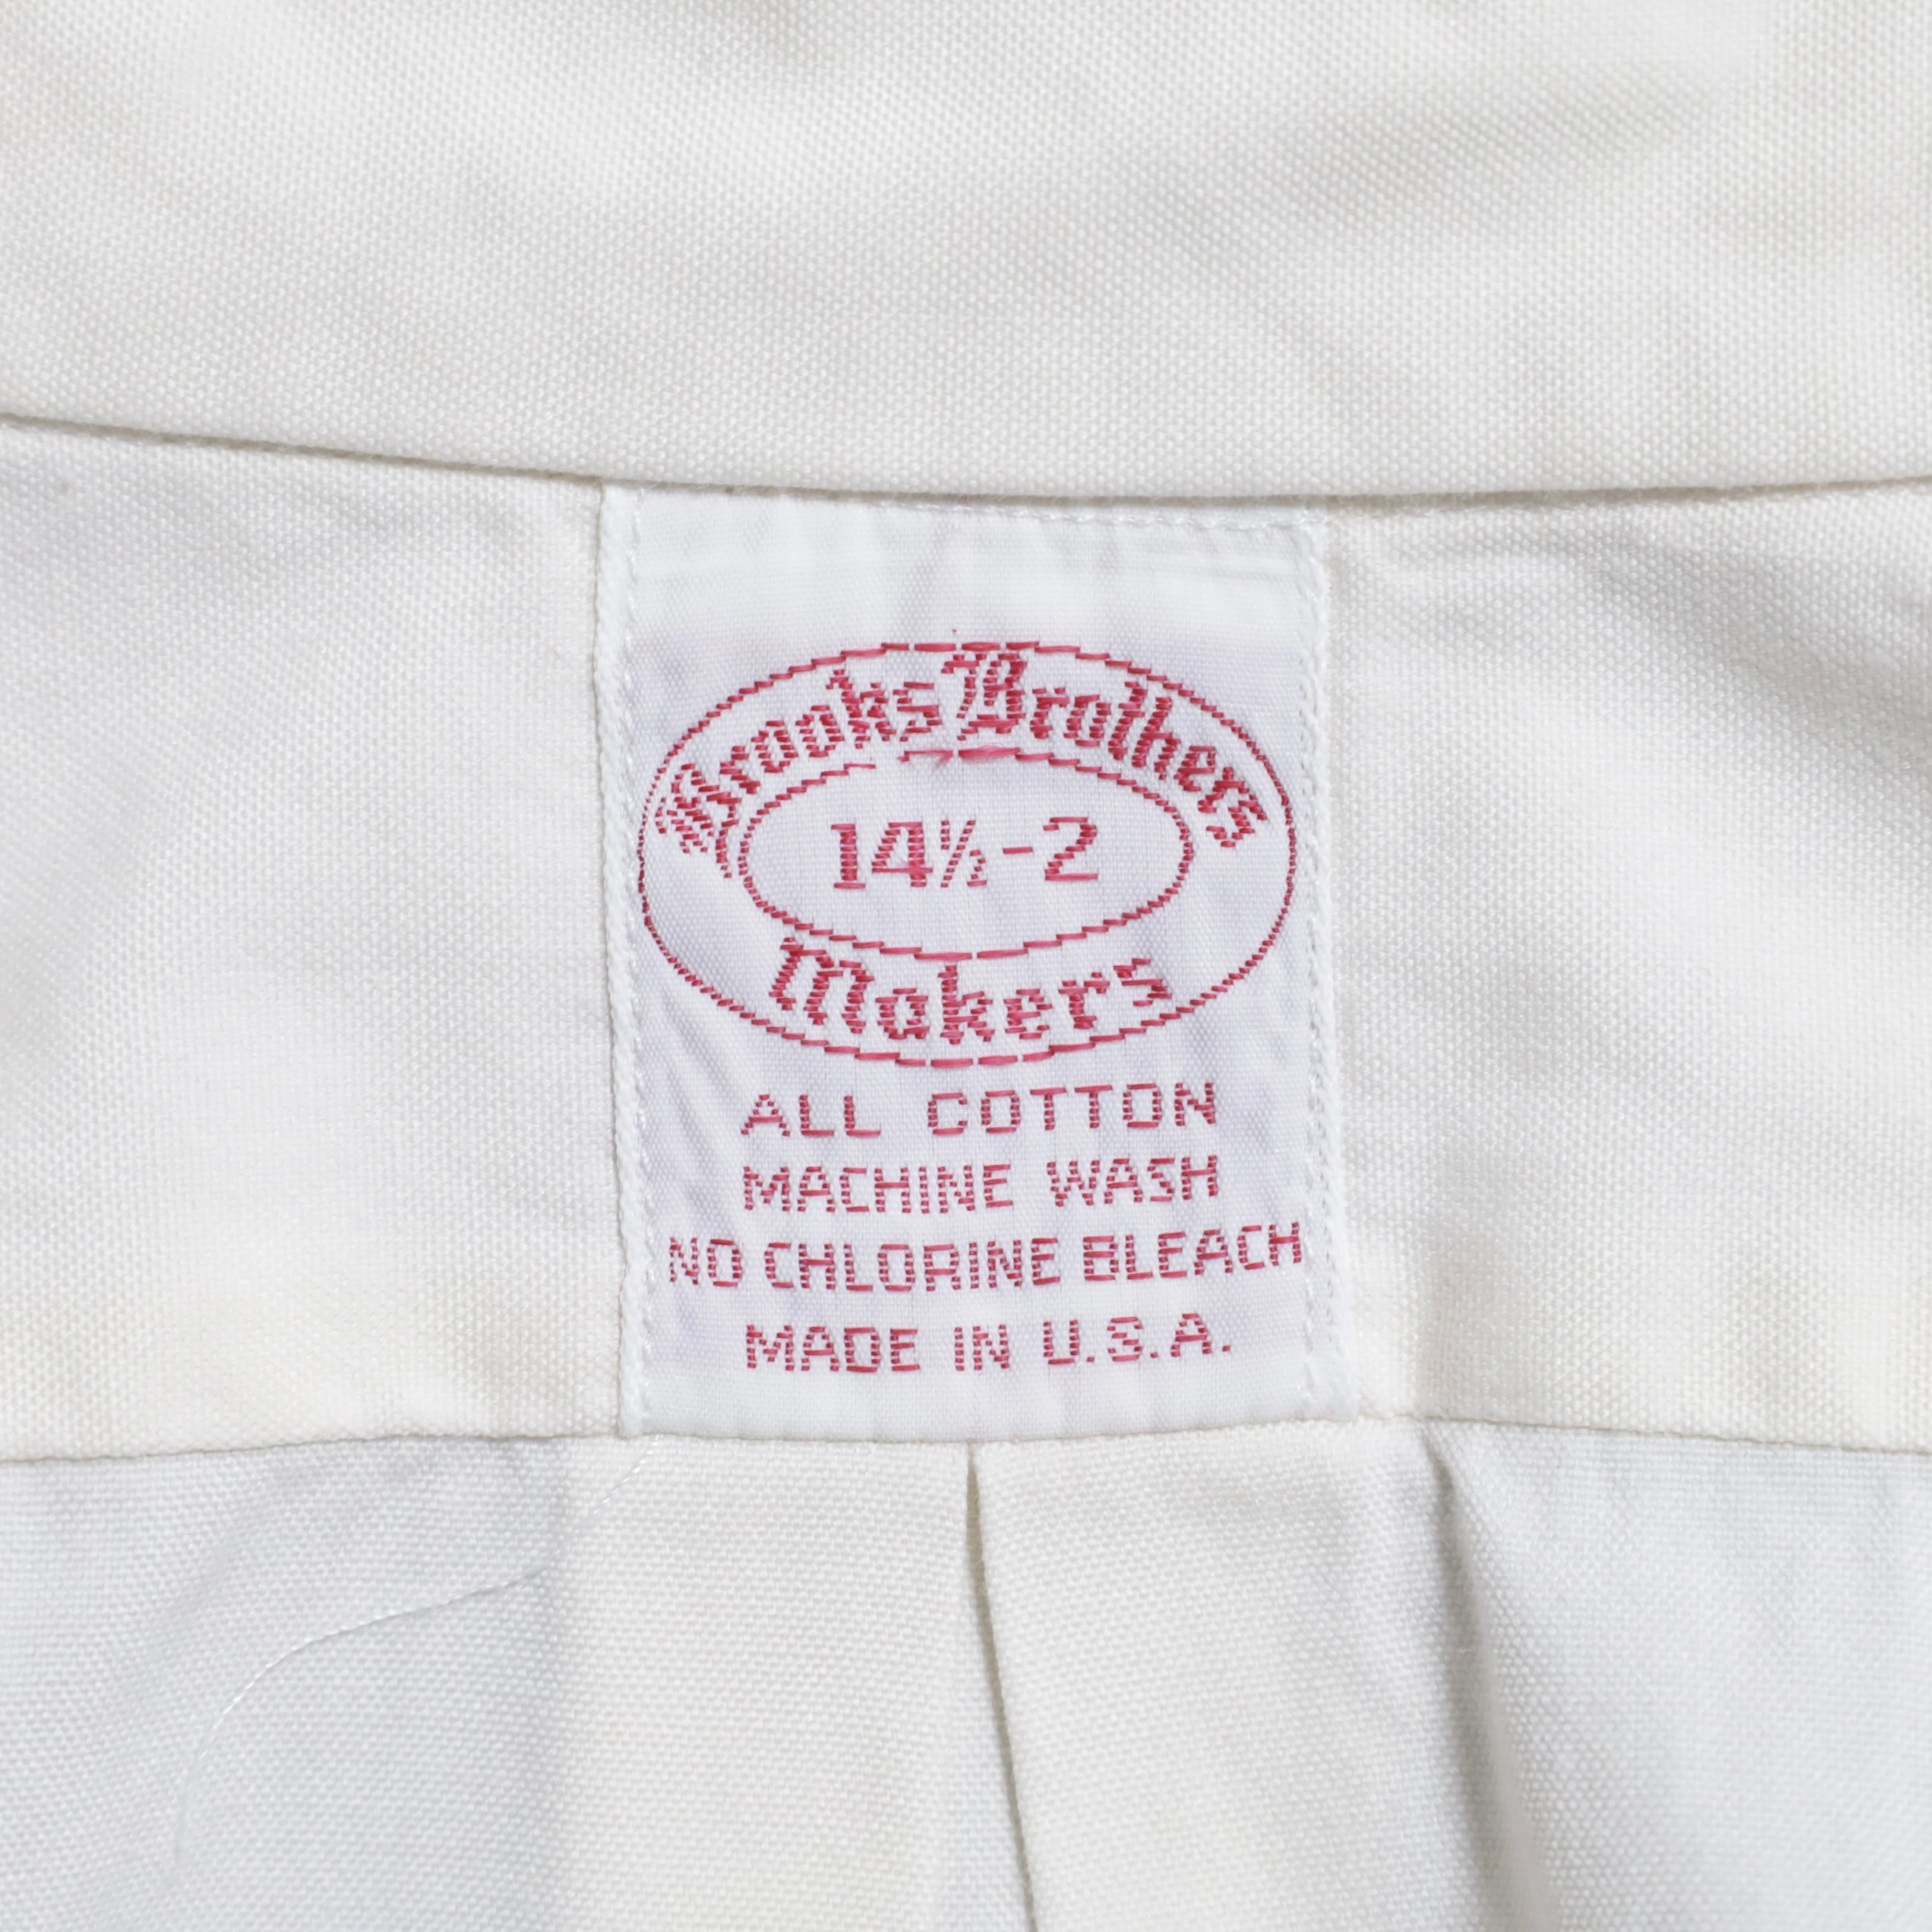 Brooks Brothers
14½-2
Makers
ALL COTTON
MACHINE WASH
NO CHLORINE BLEACH
MADE IN U.S.A.